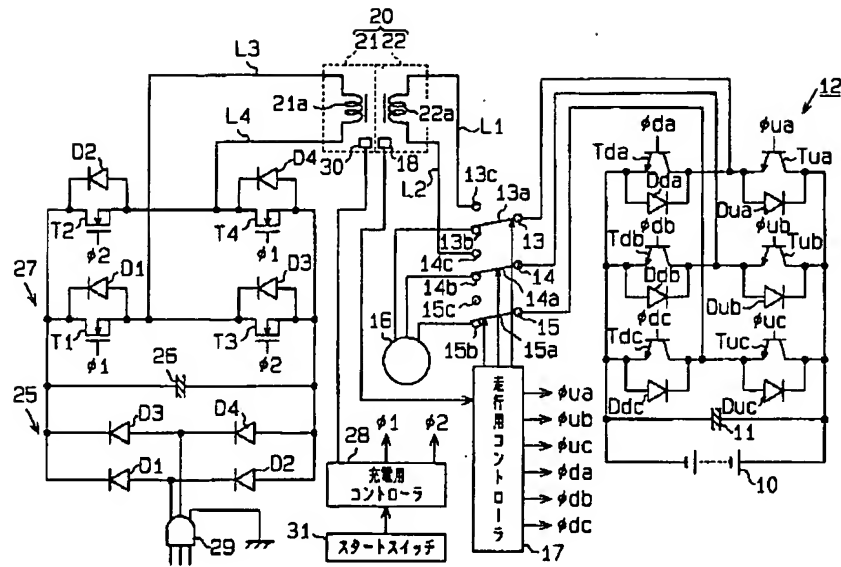 20
21 22
L3
12
21a
22a
L4
L1
φda
φua
D2
D4
30
18
L2
13c
Tda
Tua
13a
Dda
Dua
T2
T4
13
φdb
φub
φ2
φ1
13b
14c
Tdb
Tub
D1
D3
14
14b
14a
Ddb
Dub
27
15c
φdc
φuc
16
15
T1
T3
15b
15a
Tdc
Tuc
φ1
φ2
26
Ddc
Duc
25
D3
D4
φ1
φ2
走行用コントローラ
φua
φub
11
28
φuc
D1
D2
充電用
コントローラ
φda
10
φdb
29
31
スタートスイッチ
φdc
17